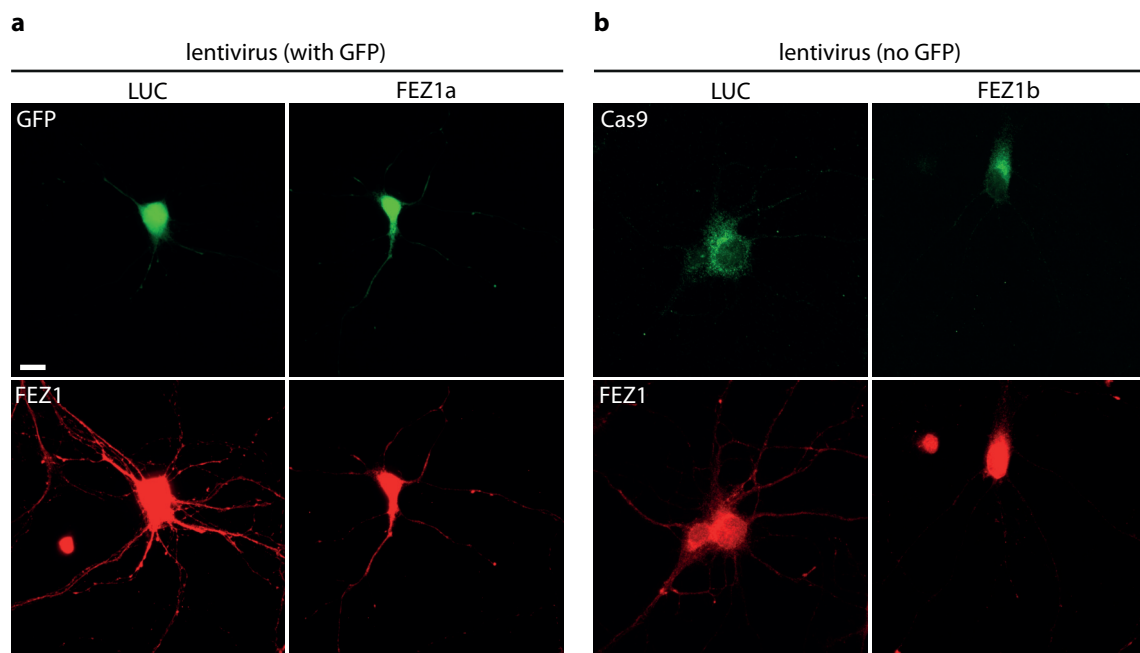 a
lentivirus (with GFP)
LUC
FEZ1a
GFP
FEZ1
b
lentivirus (no GFP)
LUC
FEZ1b
Cas9
FEZ1